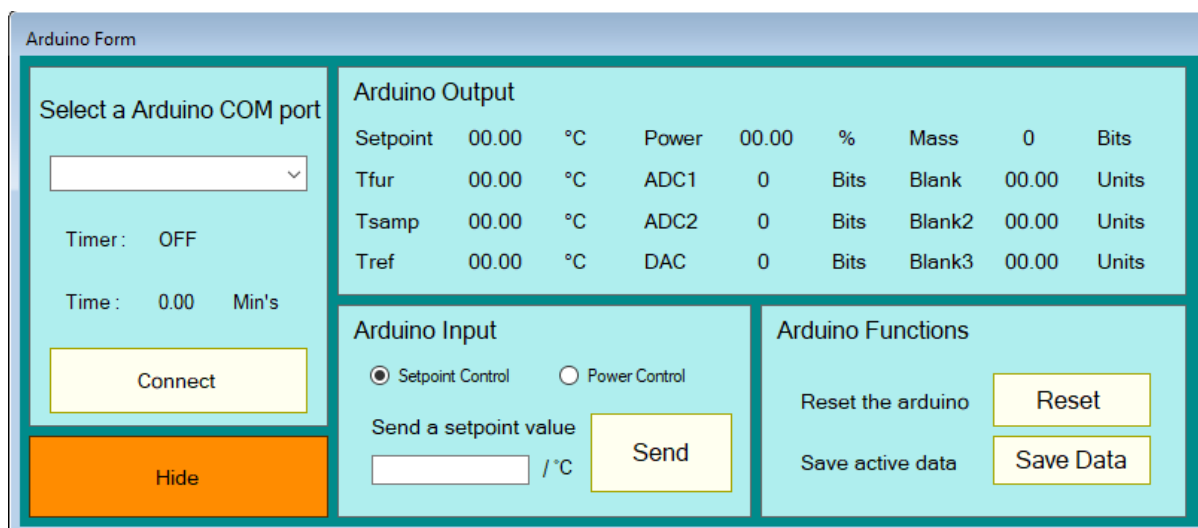 Arduino Form
Select a Arduino COM port
Timer : OFF
Time : 0.00 Min's
Connect
Hide
Arduino Output
Setpoint 00.00 °C Power 00.00 % Mass 0 Bits
Tfur 00.00 °C ADC1 0 Bits Blank 00.00 Units
Tsamp 00.00 °C ADC2 0 Bits Blank2 00.00 Units
Tref 00.00 °C DAC 0 Bits Blank3 00.00 Units
Arduino Input
Setpoint Control Power Control
Send a setpoint value
/ °C
Send
Arduino Functions
Reset the arduino Reset
Save active data Save Data